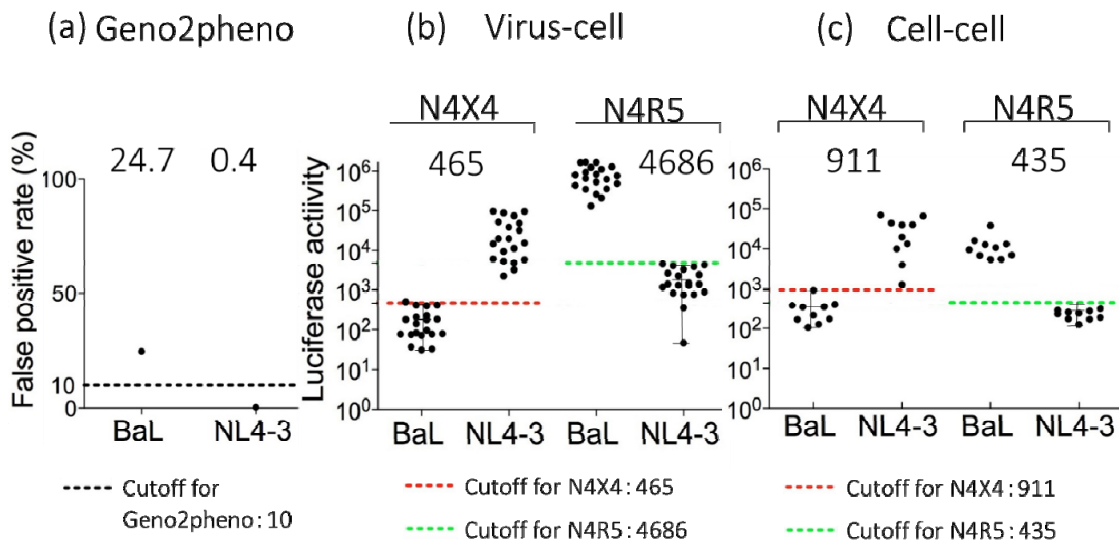 (a) Geno2pheno
24.7 0.4
False positive rate (%)
100
50
10
0
BaL NL4-3
Cutoff for
Geno2pheno: 10
(b) Virus-cell
N4X4 N4R5
465 4686
Luciferase actiivity
10⁶
10⁵
10⁴
10³
10²
10¹
10⁰
BaL NL4-3 BaL NL4-3
Cutoff for N4X4: 465
Cutoff for N4R5: 4686
(c) Cell-cell
N4X4 N4R5
911 435
10⁶
10⁵
10⁴
10³
10²
10¹
10⁰
BaL NL4-3 BaL NL4-3
Cutoff for N4X4: 911
Cutoff for N4R5: 435